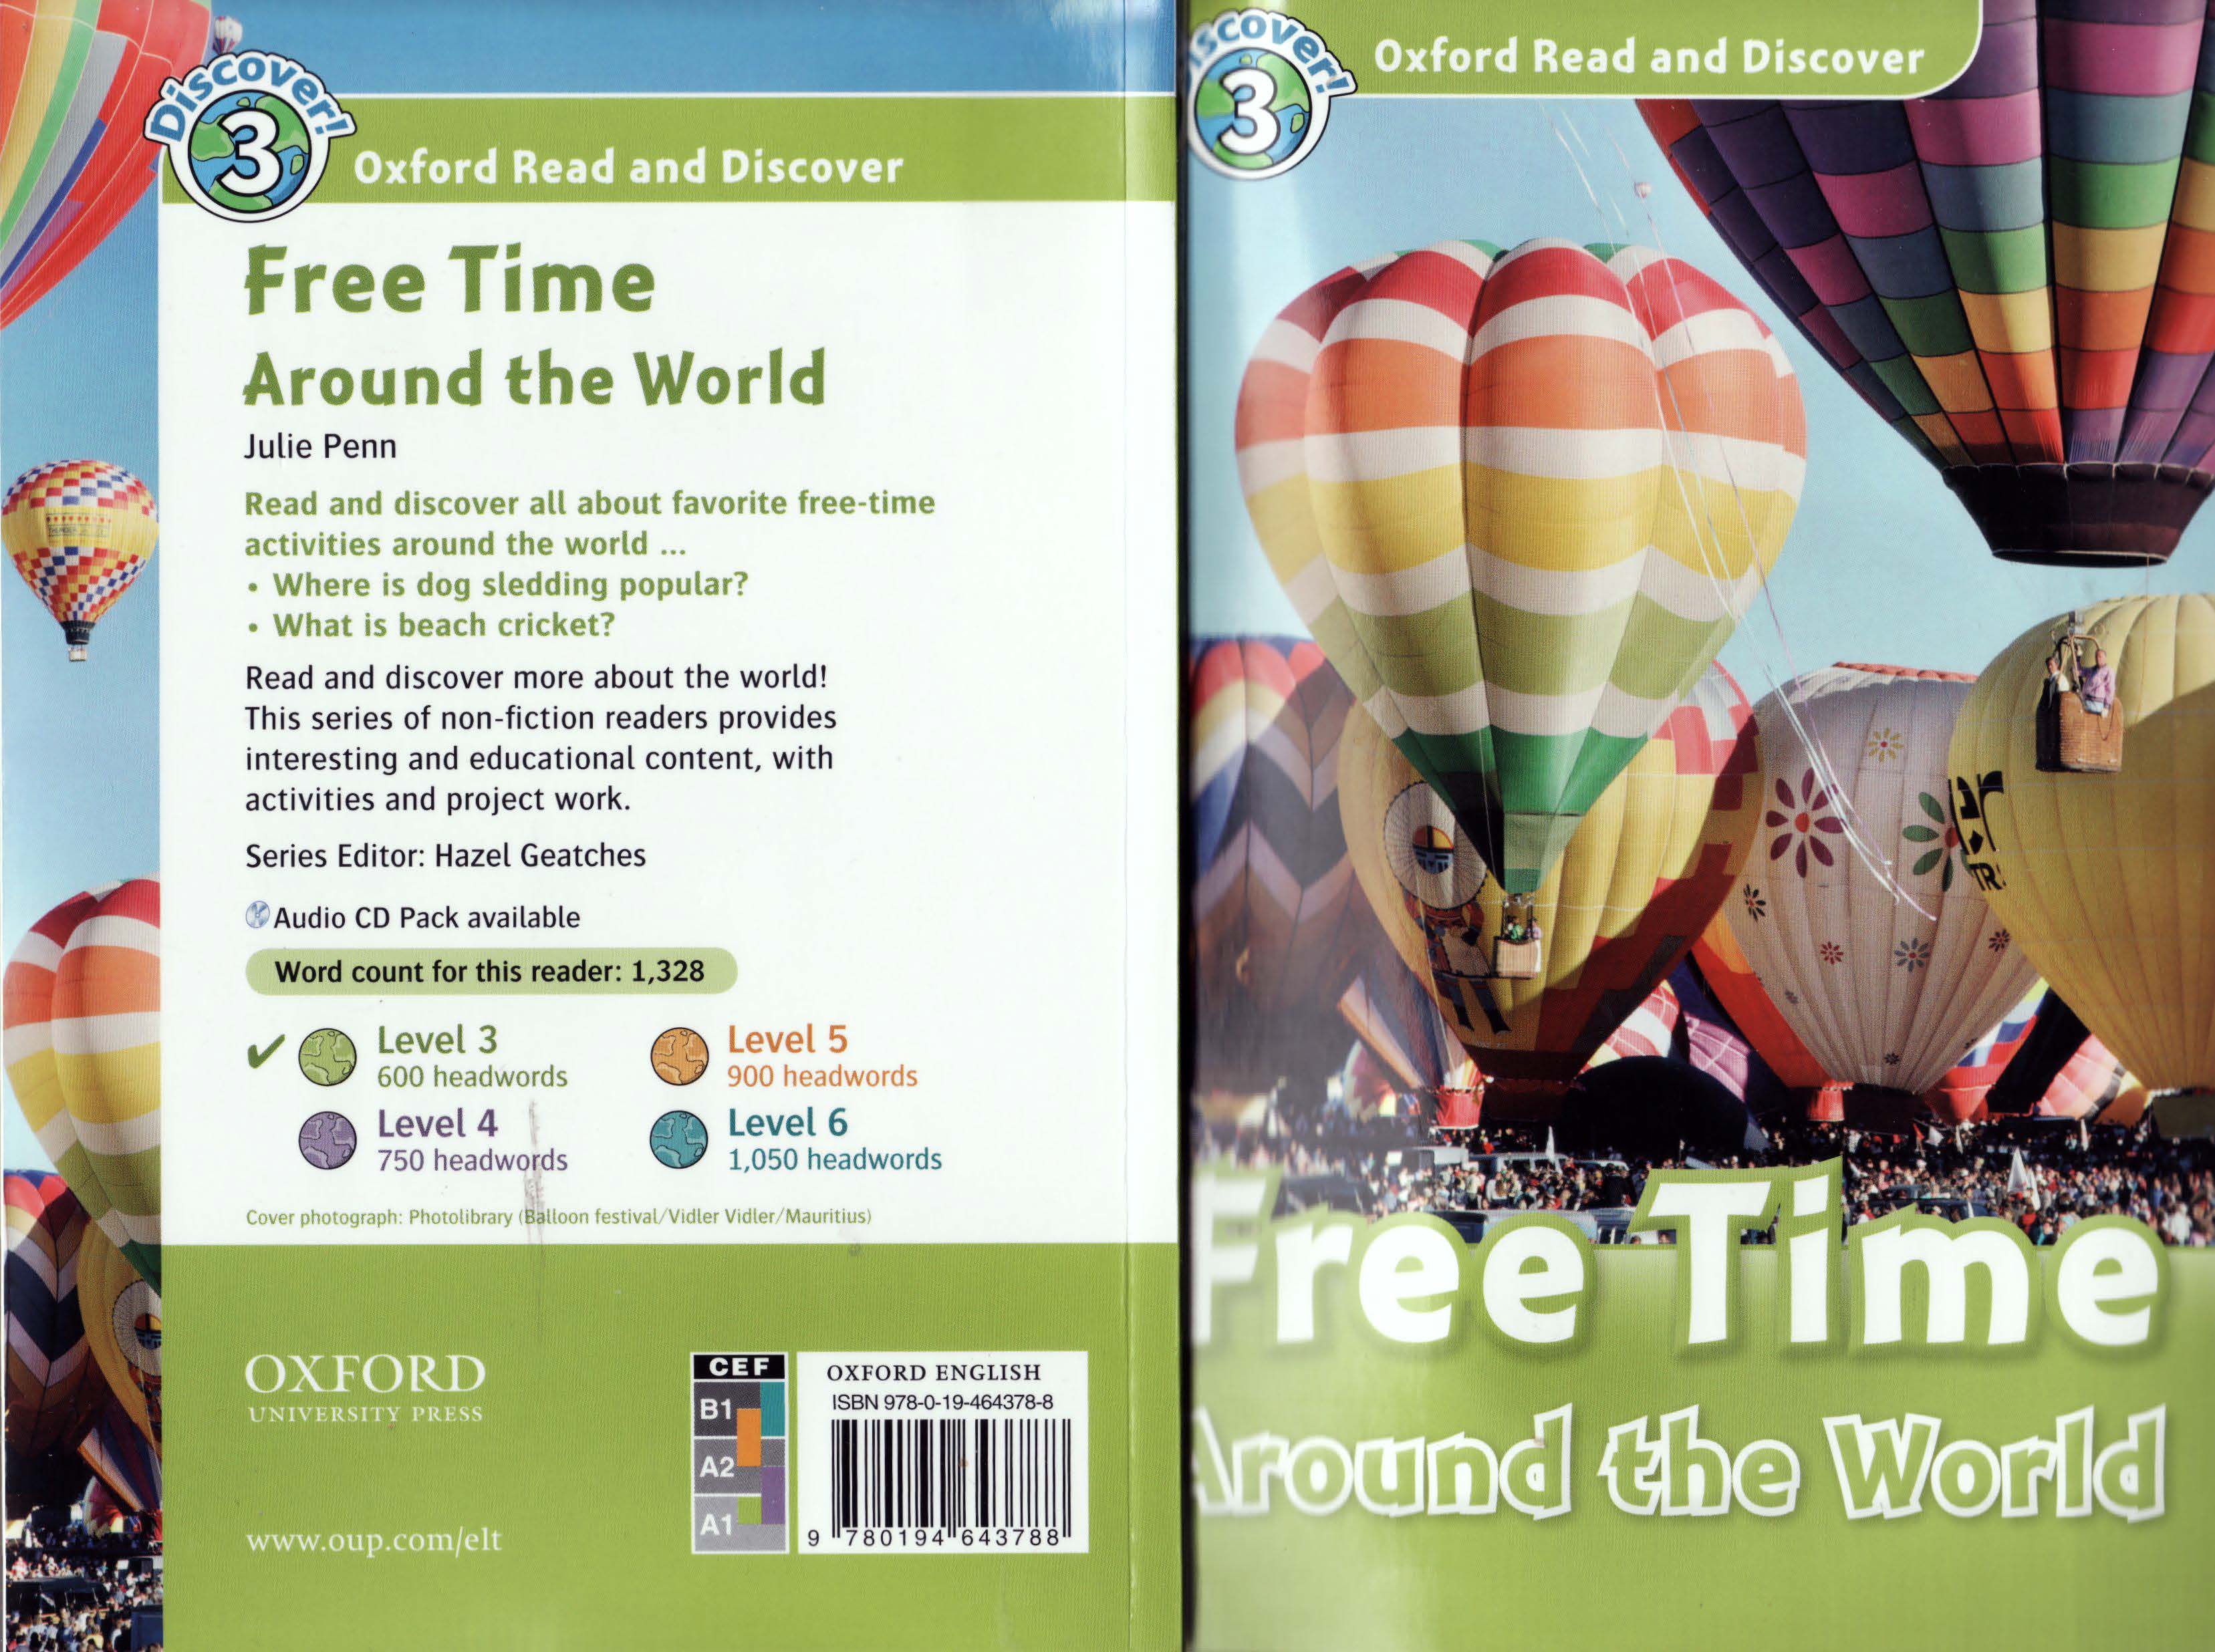 Discover!
3
Oxford Read and Discover
Free Time
Around the World
Julie Penn
Read and discover all about favorite free-time
activities around the world ...
• Where is dog sledding popular?
• What is beach cricket?
Read and discover more about the world!
This series of non-fiction readers provides
interesting and educational content, with
activities and project work.
Series Editor: Hazel Geatches
Audio CD Pack available
Word count for this reader: 1,328
✔ Level 3
600 headwords
Level 4
750 headwords
Level 5
900 headwords
Level 6
1,050 headwords
Cover photograph: Photolibrary (Balloon festival/Vidler Vidler/Mauritius)
OXFORD
UNIVERSITY PRESS
www.oup.com/elt
CEF
B1
A2
A1
OXFORD ENGLISH
ISBN 978-0-19-464378-8
9 780194 643788
iscover!
3
Oxford Read and Discover
TR
Free Time
Around the World